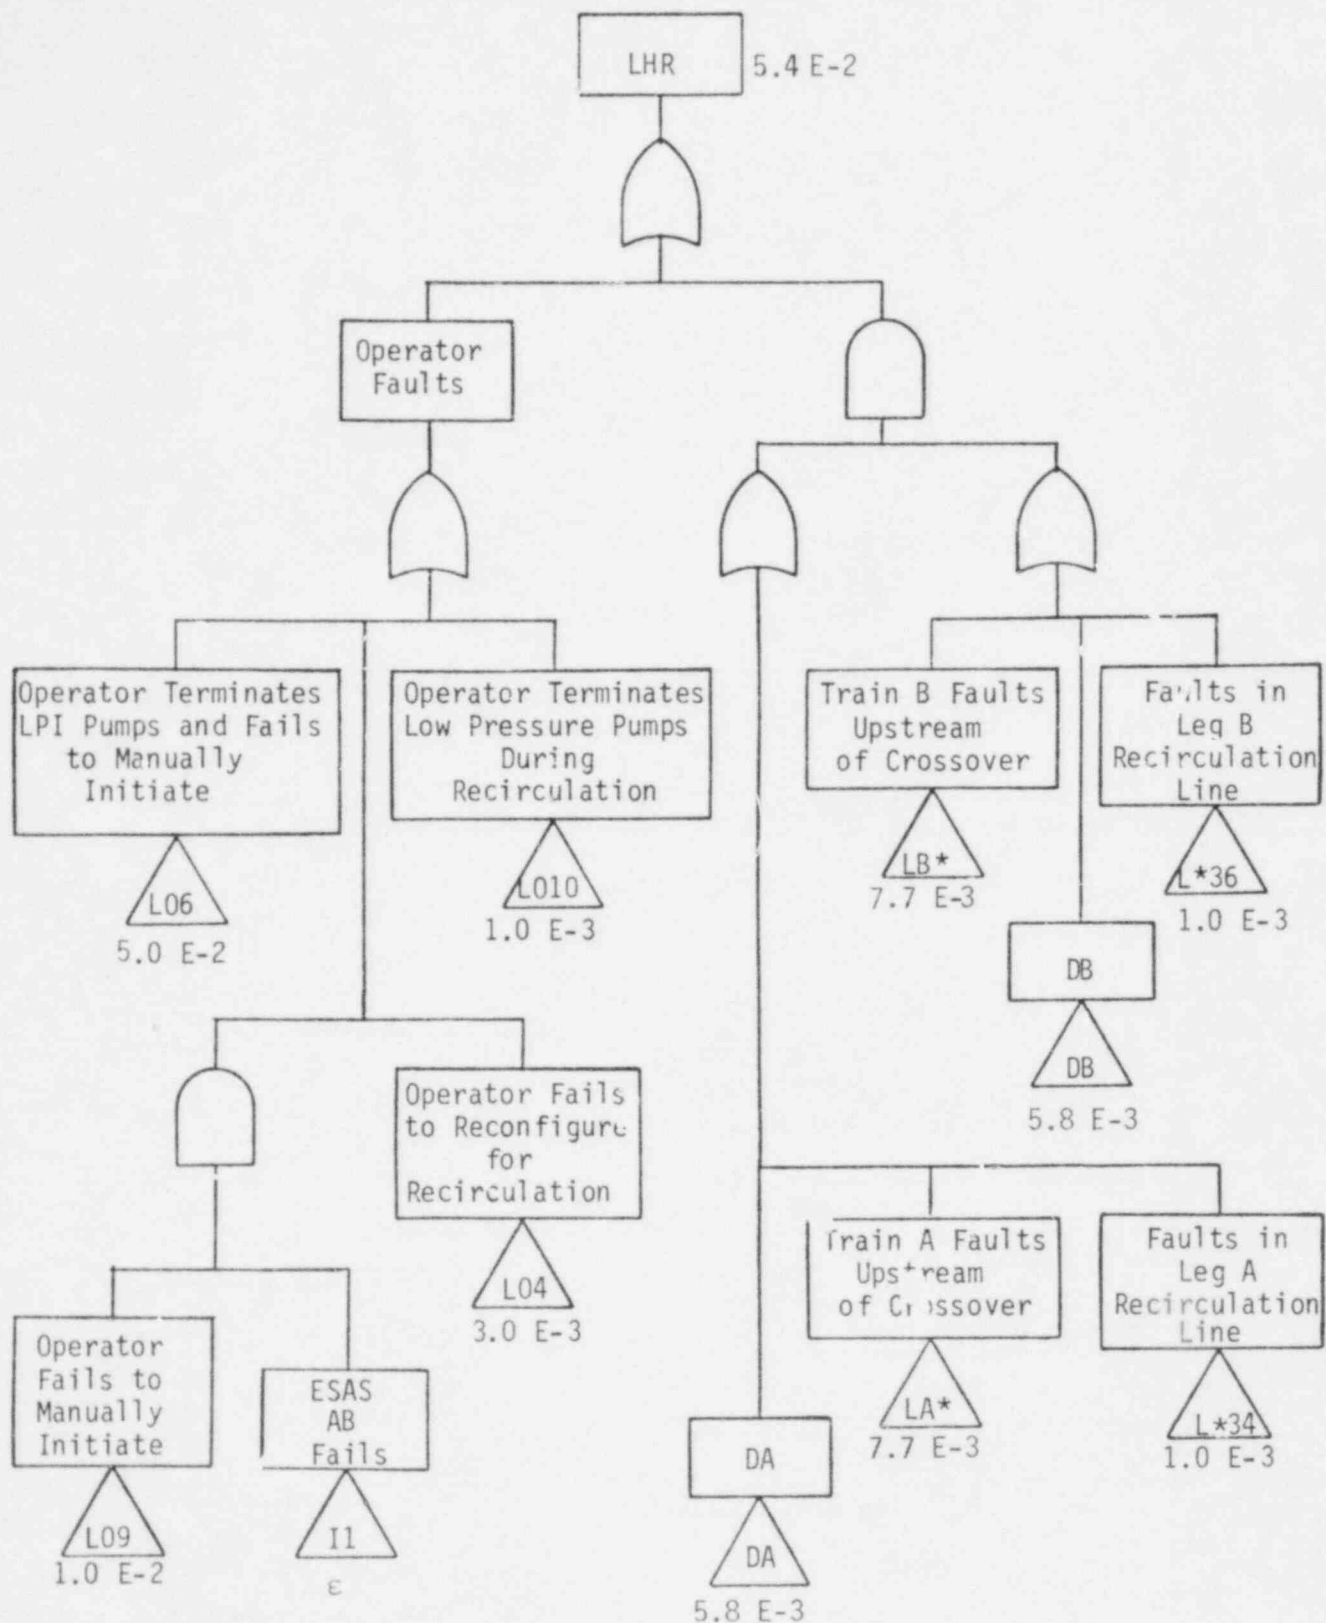 LHR
5.4 E-2
Operator
Faults
Operator Terminates
LPI Pumps and Fails
to Manually
Initiate
LO6
5.0 E-2
Operator Terminates
Low Pressure Pumps
During
Recirculation
LO10
1.0 E-3
Train B Faults
Upstream
of Crossover
LB*
7.7 E-3
Faults in
Leg B
Recirculation
Line
L*36
1.0 E-3
DB
DB
5.8 E-3
Operator Fails
to Reconfigure
for
Recirculation
LO4
3.0 E-3
Operator
Fails to
Manually
Initiate
LO9
1.0 E-2
ESAS
AB
Fails
I1
ε
Train A Faults
Upstream
of Crossover
LA*
7.7 E-3
Faults in
Leg A
Recirculation
Line
L*34
1.0 E-3
DA
DA
5.8 E-3